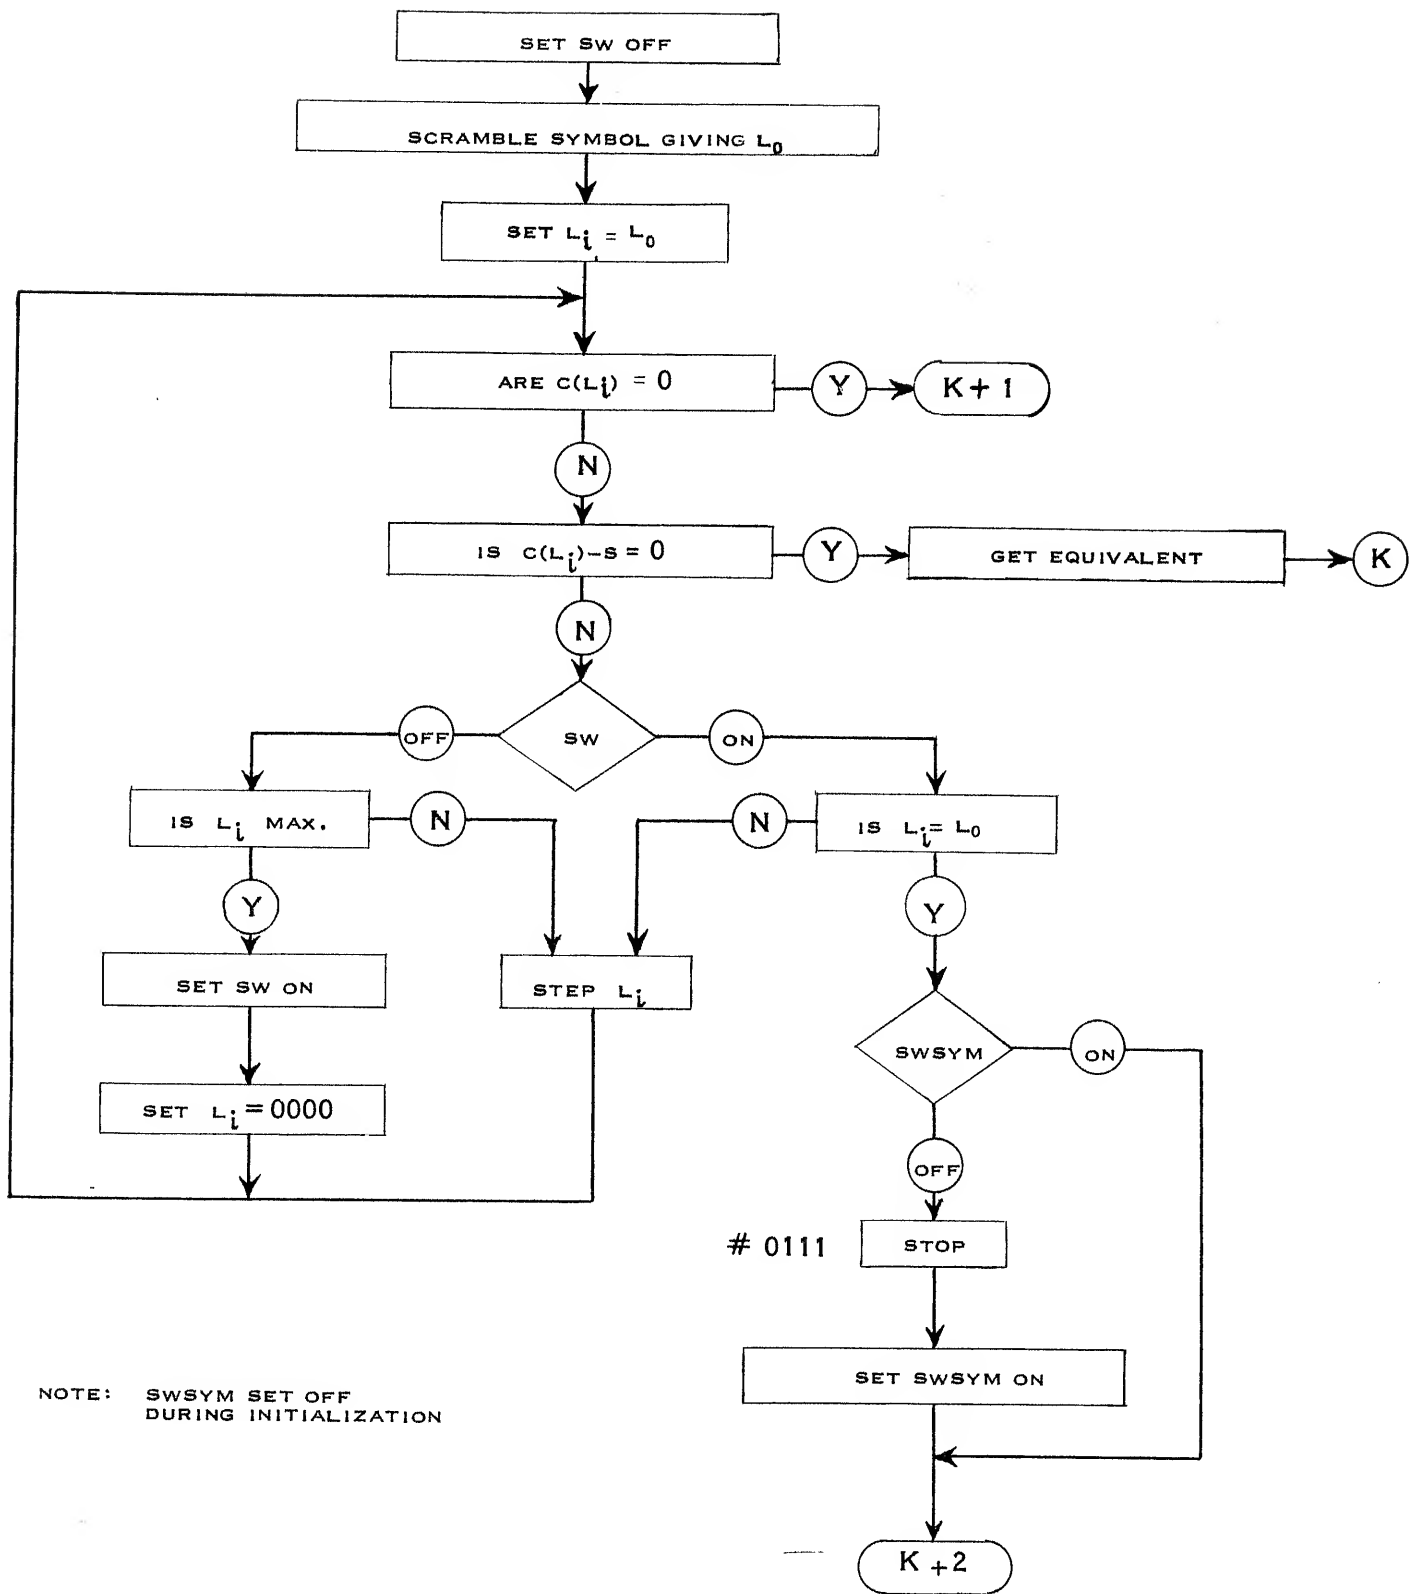 SET SW OFF
SCRAMBLE SYMBOL GIVING L0
SET Li = L0
ARE C(Li) = 0
Y
K+1
N
IS C(Li)-S=0
Y
GET EQUIVALENT
K
N
OFF
SW
ON
IS Li MAX.
N
N
IS Li= L0
Y
Y
SET SW ON
STEP Li
SWSYM
ON
SET Li=0000
OFF
# 0111
STOP
SET SWSYM ON
NOTE: SWSYM SET OFF
DURING INITIALIZATION
K+2